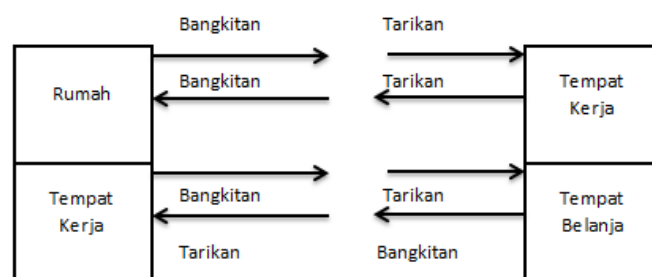 Bangkitan Tarikan
Bangkitan Tarikan
Rumah
Tempat
Kerja
Bangkitan Tarikan
Tempat
Kerja
Tempat
Belanja
Tarikan Bangkitan